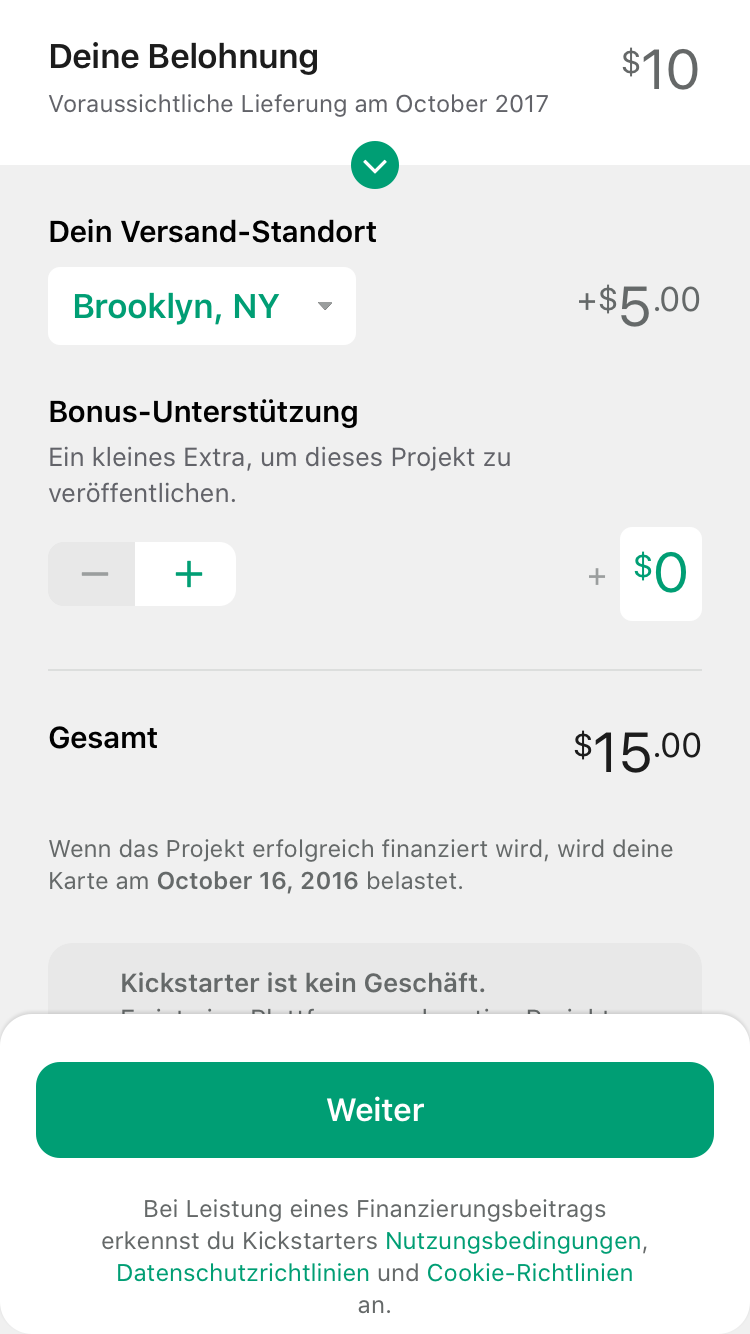 Deine Belohnung
$10
Voraussichtliche Lieferung am October 2017
Dein Versand-Standort
Brooklyn, NY
+$5.00
Bonus-Unterstützung
Ein kleines Extra, um dieses Projekt zu
veröffentlichen.
− +
+ $0
Gesamt
$15.00
Wenn das Projekt erfolgreich finanziert wird, wird deine
Karte am October 16, 2016 belastet.
Kickstarter ist kein Geschäft.
Weiter
Bei Leistung eines Finanzierungsbeitrags
erkennst du Kickstarters Nutzungsbedingungen,
Datenschutzrichtlinien und Cookie-Richtlinien
an.